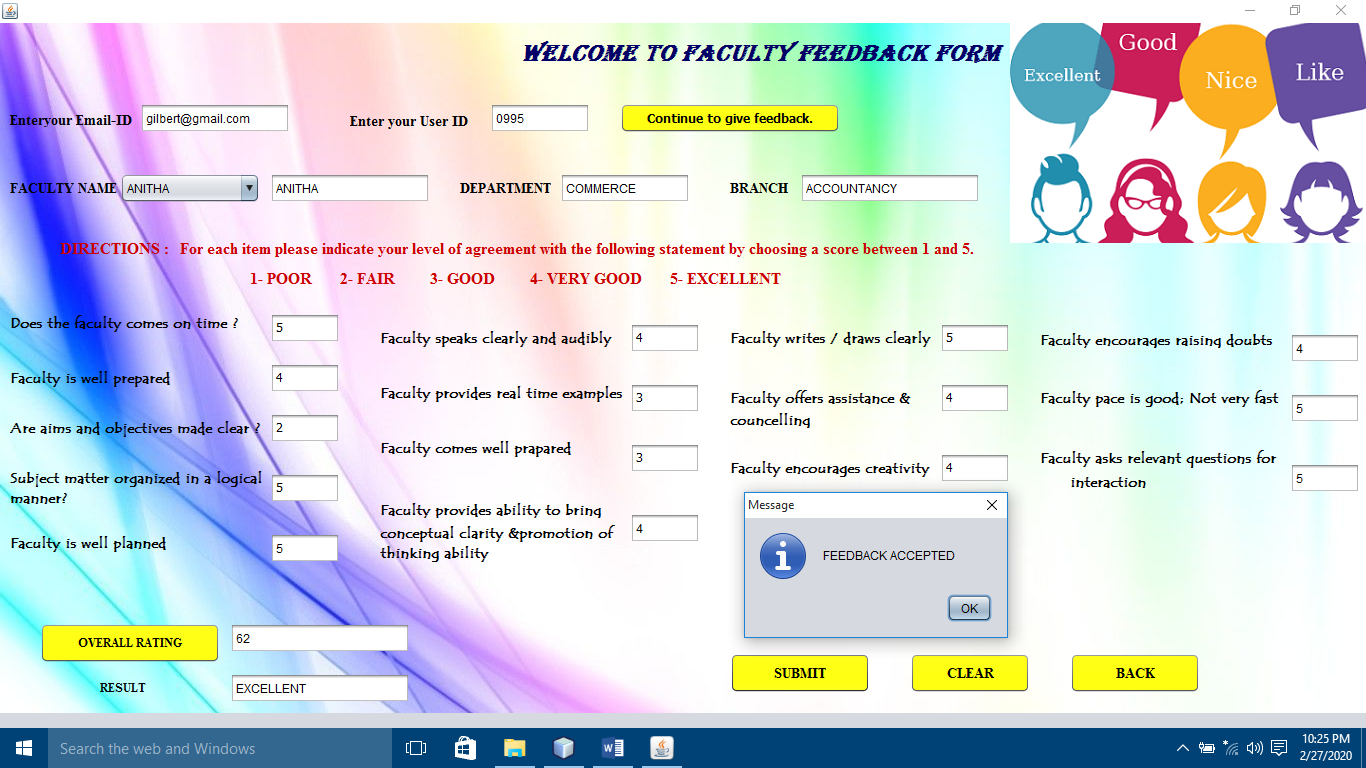 WELCOME TO FACULTY FEEDBACK FORM
Excellent
Good
Nice
Like
Enteryour Email-ID
gilbert@gmail.com
Enter your User ID
0995
Continue to give feedback.
FACULTY NAME
ANITHA
ANITHA
DEPARTMENT
COMMERCE
BRANCH
ACCOUNTANCY
DIRECTIONS : For each item please indicate your level of agreement with the following statement by choosing a score between 1 and 5.
1- POOR 2- FAIR 3- GOOD 4- VERY GOOD 5- EXCELLENT
Does the faculty comes on time ?
5
Faculty is well prepared
4
Are aims and objectives made clear ?
2
Subject matter organized in a logical
manner?
5
Faculty is well planned
5
Faculty speaks clearly and audibly
4
Faculty provides real time examples
3
Faculty comes well prapared
3
Faculty provides ability to bring
conceptual clarity &promotion of
thinking ability
4
Faculty writes / draws clearly
5
Faculty offers assistance &
councelling
4
Faculty encourages creativity
4
Faculty encourages raising doubts
4
Faculty pace is good; Not very fast
5
Faculty asks relevant questions for
interaction
5
Message
FEEDBACK ACCEPTED
OK
OVERALL RATING
62
RESULT
EXCELLENT
SUBMIT
CLEAR
BACK
Search the web and Windows
10:25 PM
2/27/2020